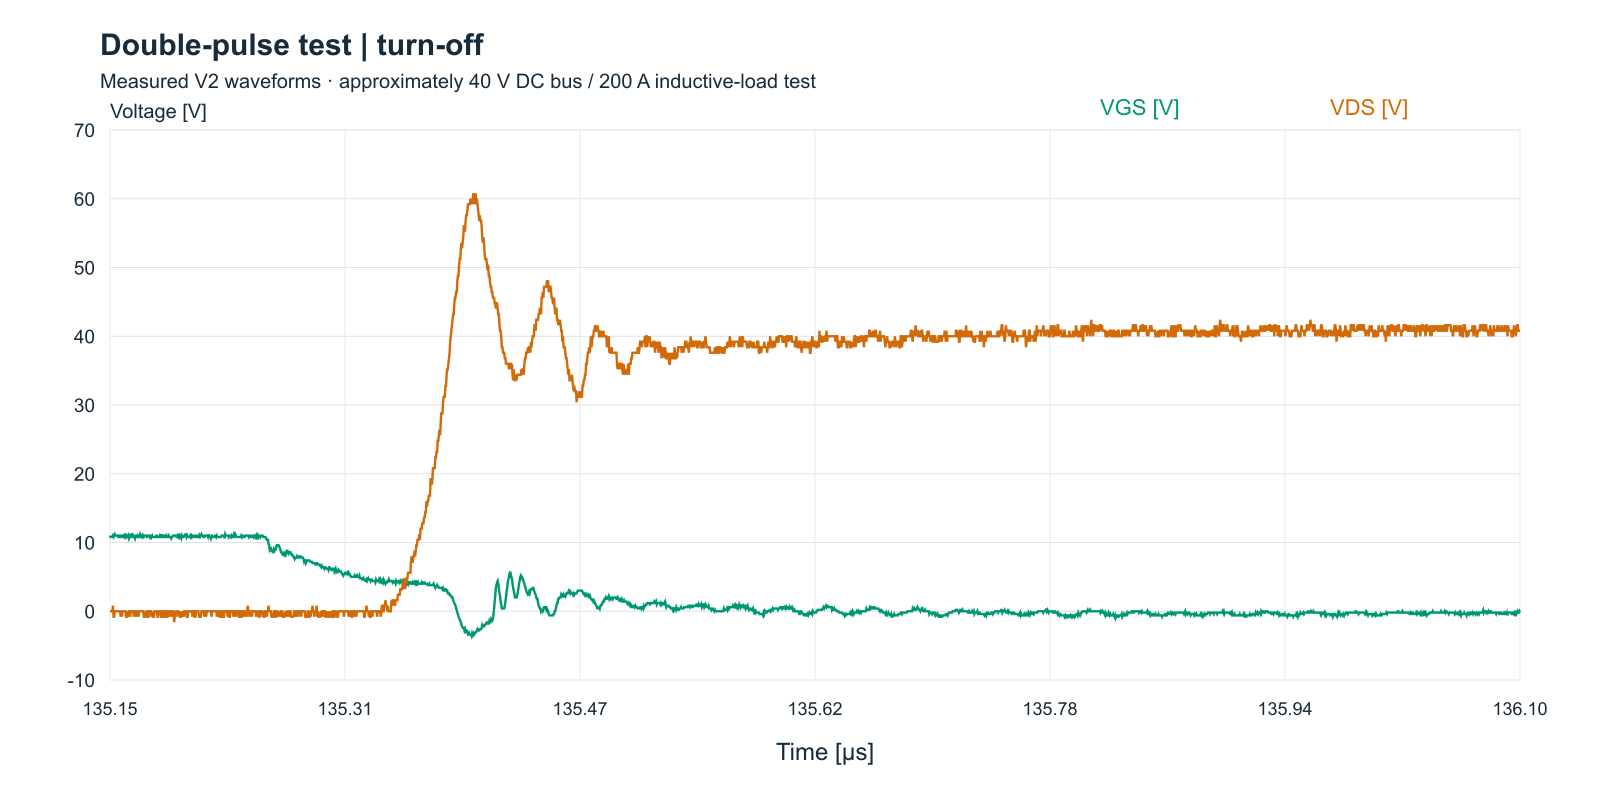 Double-pulse test | turn-off
Measured V2 waveforms · approximately 40 V DC bus / 200 A inductive-load test
Voltage [V]
VGS [V]
VDS [V]
70
60
50
40
30
20
10
0
-10
135.15
135.31
135.47
135.62
135.78
135.94
136.10
Time [µs]